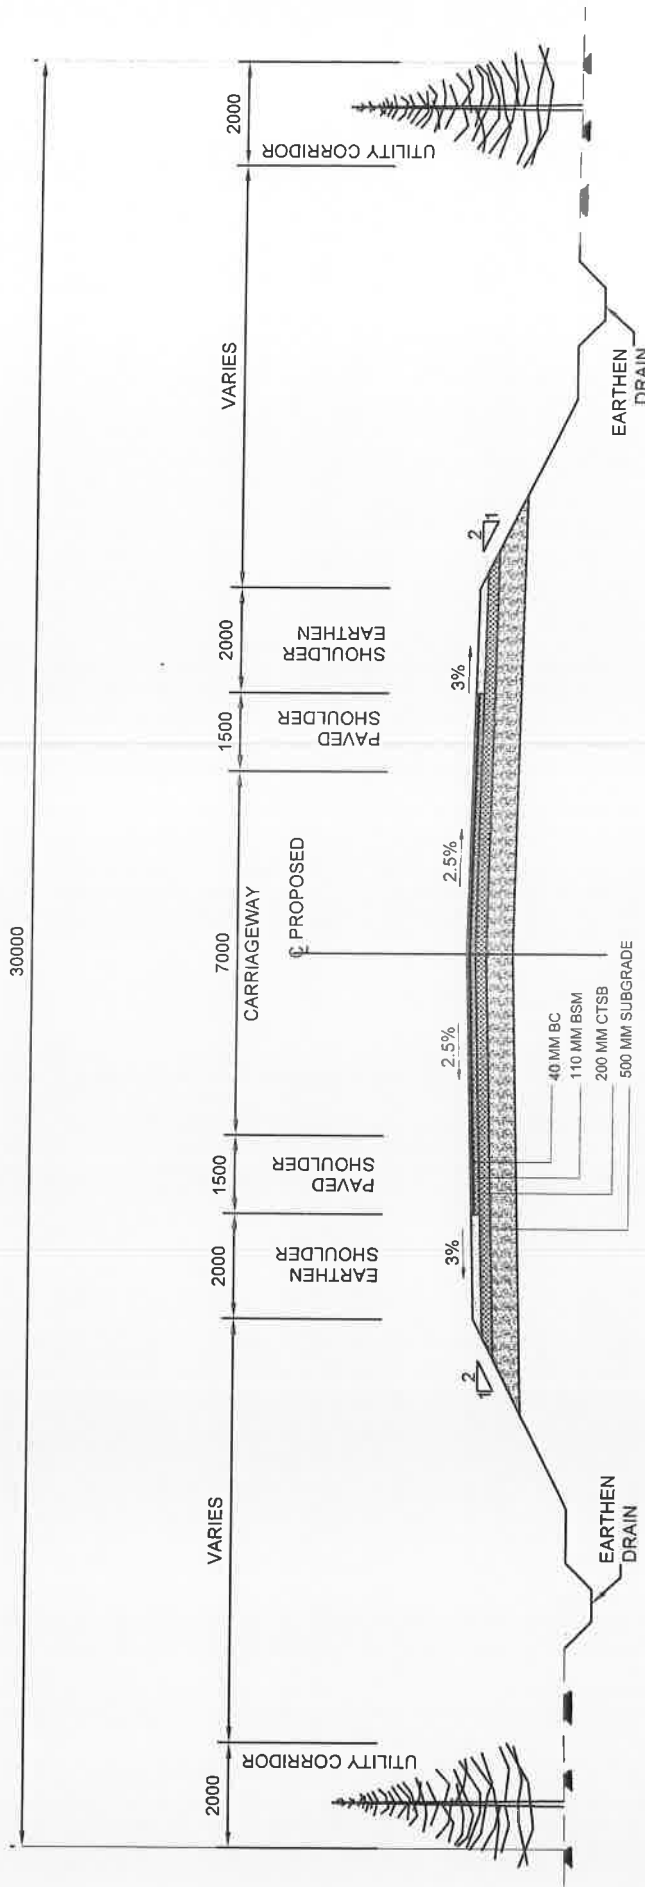 30000
2000
VARIES
2000
1500
7000
1500
2000
VARIES
2000
UTILITY CORRIDOR
EARTHEN
SHOULDER
PAVED
SHOULDER
CARRIAGEWAY
℄ PROPOSED
PAVED
SHOULDER
EARTHEN
SHOULDER
UTILITY CORRIDOR
2
1
3%
2.5%
2.5%
3%
2
1
40 MM BC
110 MM BSM
200 MM CTSB
500 MM SUBGRADE
EARTHEN
DRAIN
EARTHEN
DRAIN